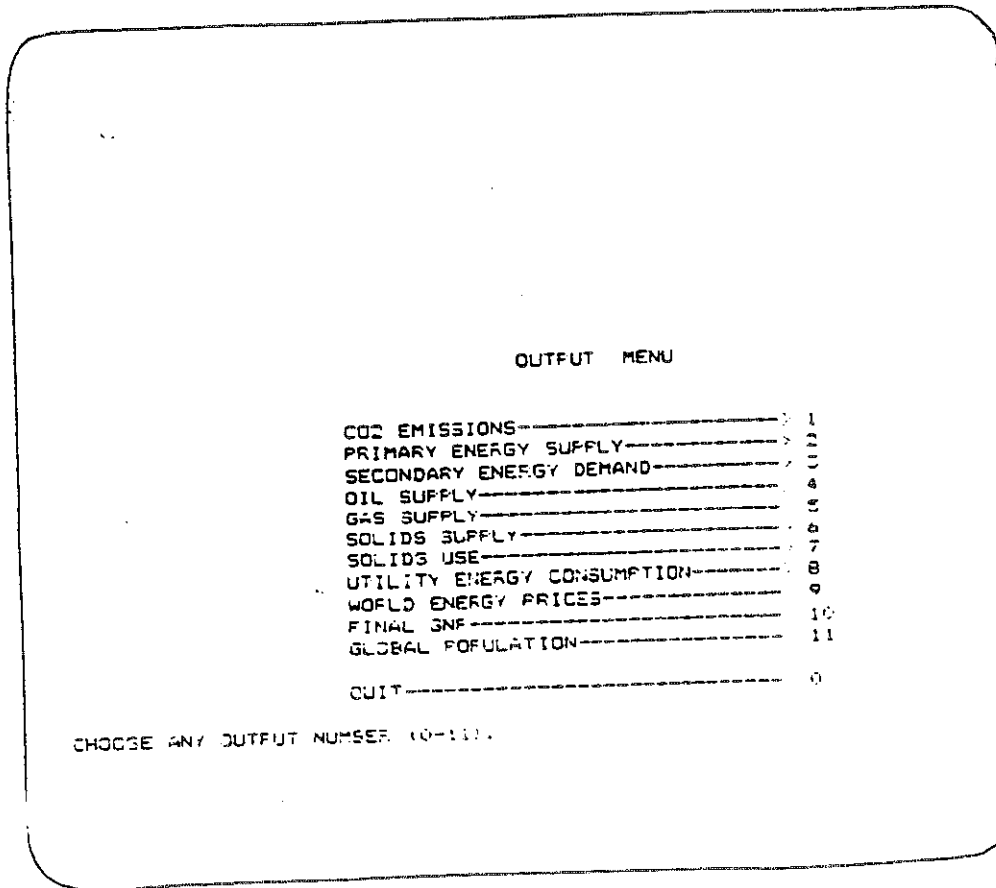 OUTPUT MENU
CO2 EMISSIONS---------------------------> 1
PRIMARY ENERGY SUPPLY----------------> 2
SECONDARY ENERGY DEMAND-------------> 3
OIL SUPPLY------------------------------- 4
GAS SUPPLY------------------------------- 5
SOLIDS SUPPLY--------------------------> 6
SOLIDS USE------------------------------> 7
UTILITY ENERGY CONSUMPTION---------> 8
WORLD ENERGY PRICES------------------ 9
FINAL GNP-------------------------------- 10
GLOBAL POPULATION--------------------- 11
QUIT-------------------------------------- 0
CHOOSE ANY OUTPUT NUMBER (0-11).